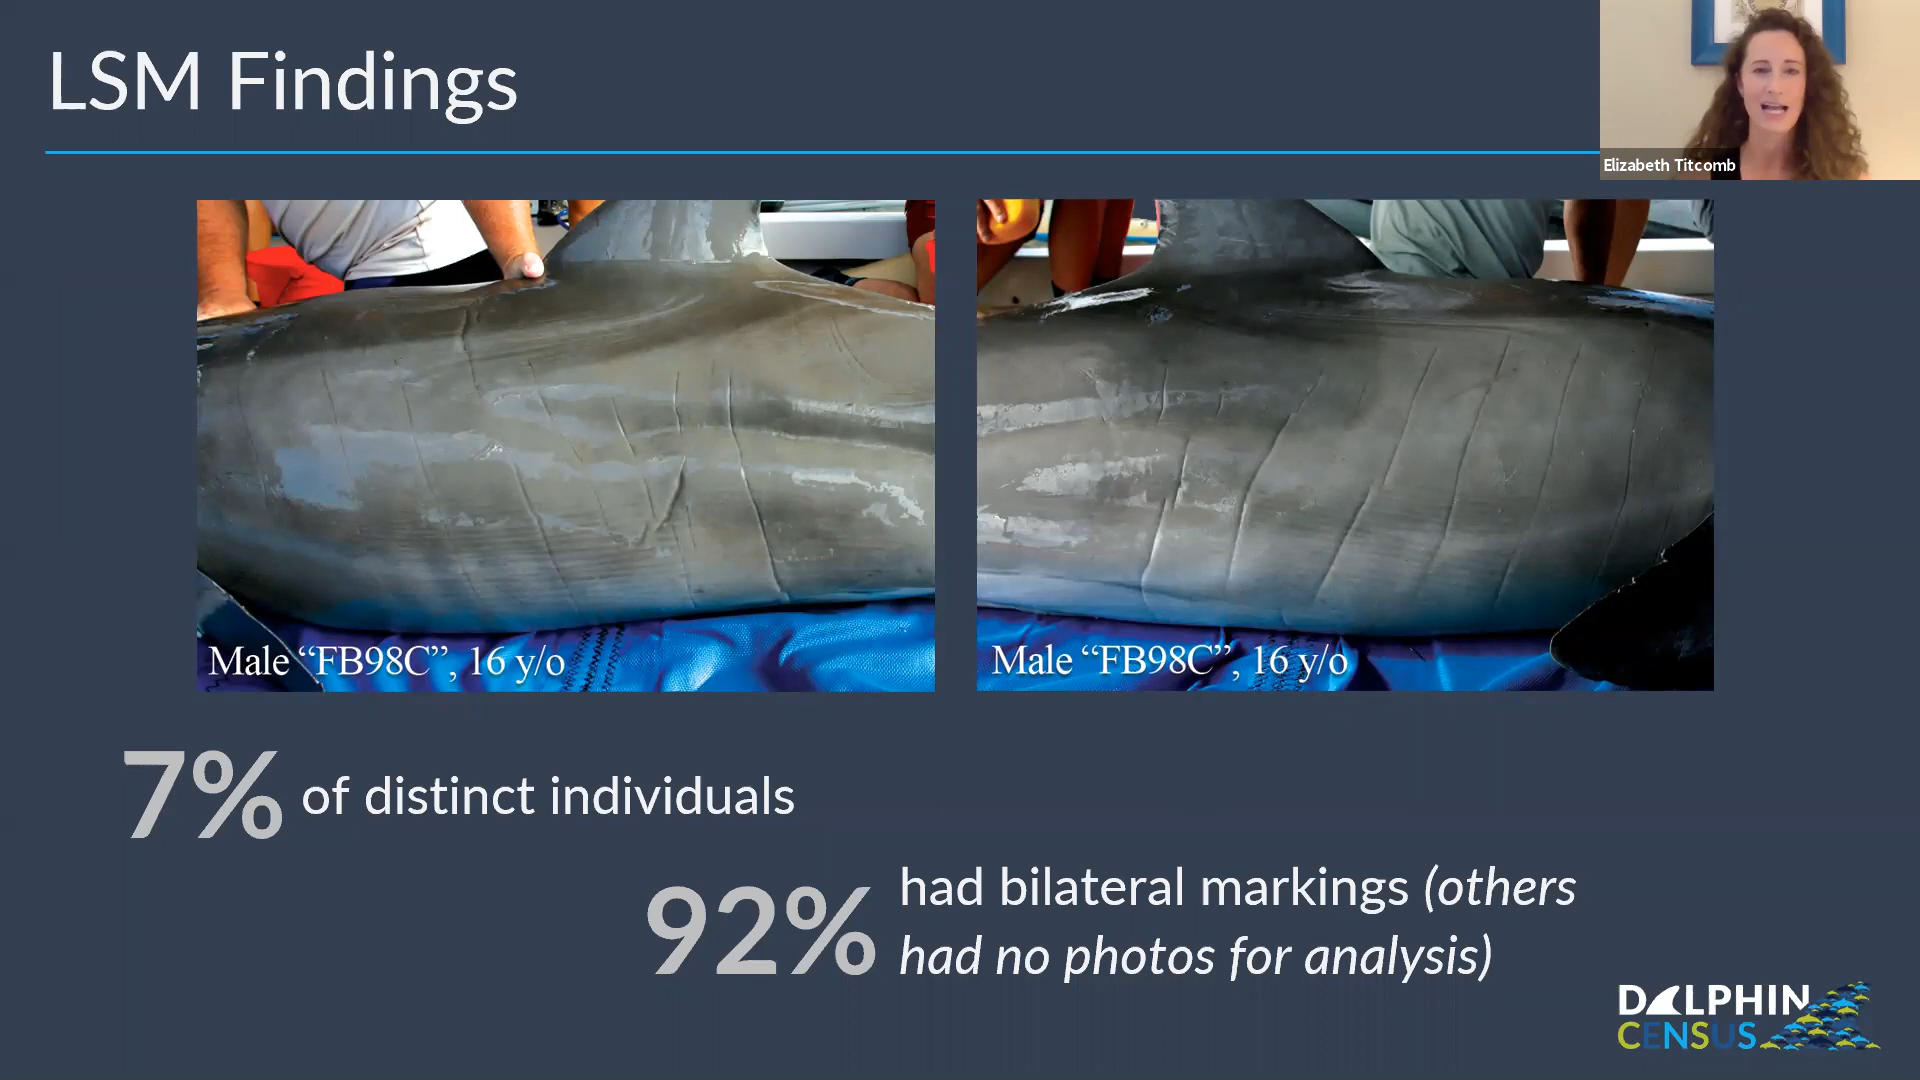 LSM Findings
Elizabeth Titcomb
Male “FB98C”, 16 y/o
Male “FB98C”, 16 y/o
7% of distinct individuals
92% had bilateral markings (others
had no photos for analysis)
DOLPHIN
CENSUS